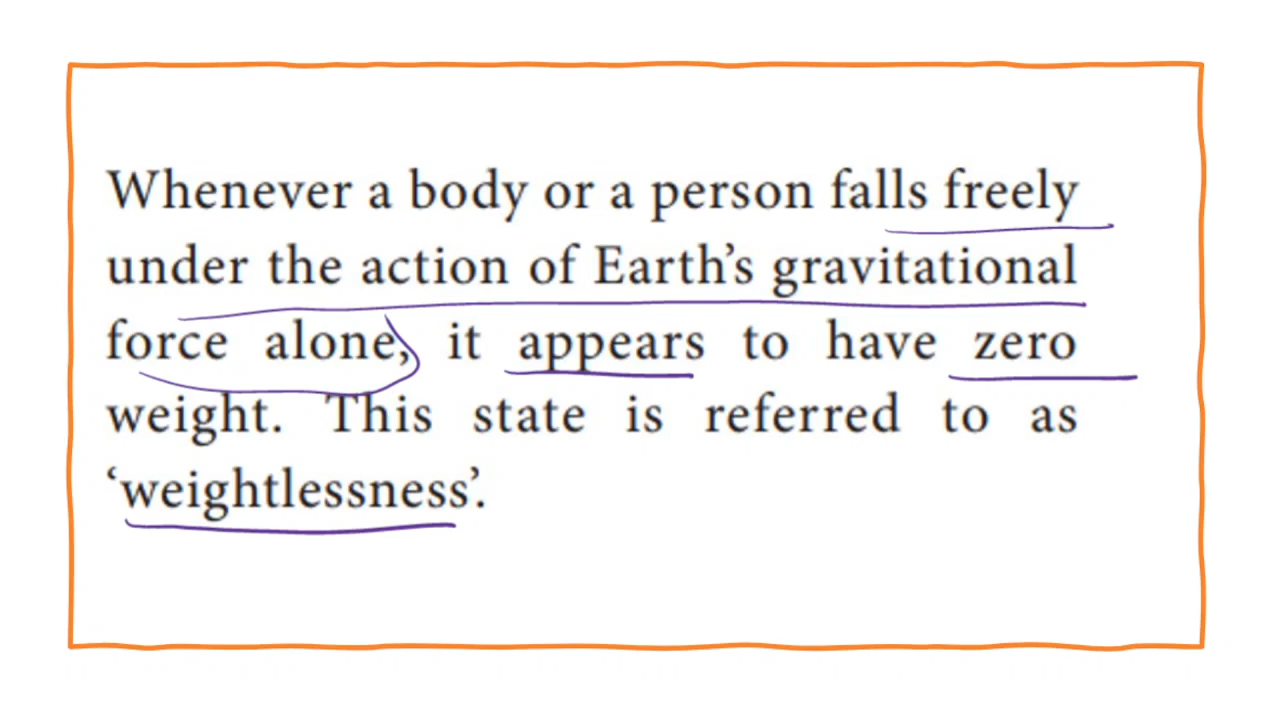 Whenever a body or a person falls freely
under the action of Earth’s gravitational
force alone, it appears to have zero
weight. This state is referred to as
‘weightlessness’.